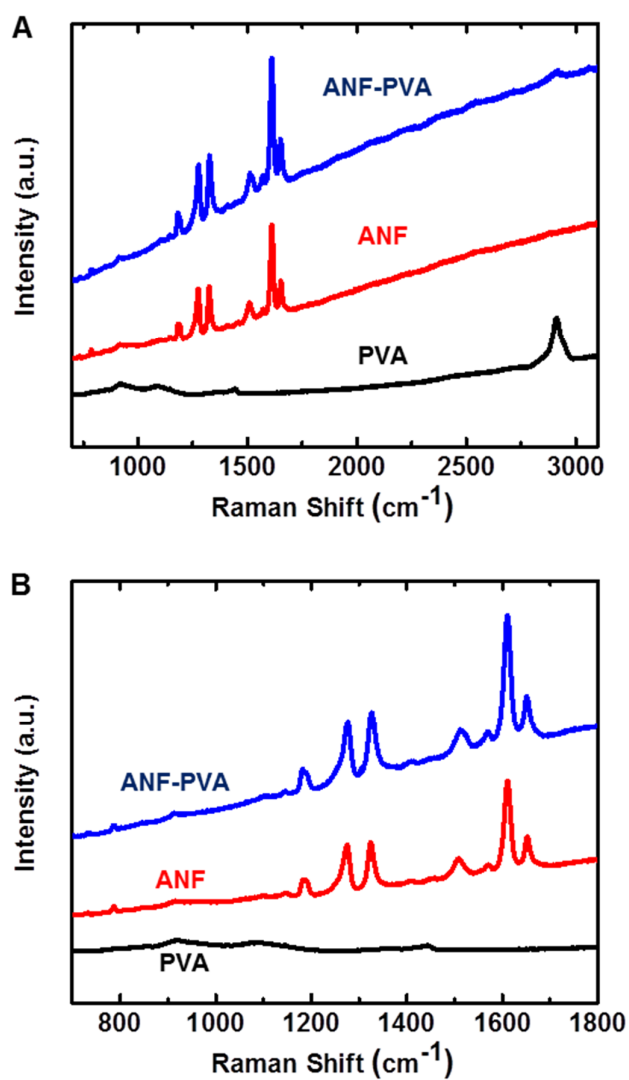 A
ANF-PVA
ANF
PVA
Intensity (a.u.)
1000 1500 2000 2500 3000
Raman Shift (cm⁻¹)
B
ANF-PVA
ANF
PVA
Intensity (a.u.)
800 1000 1200 1400 1600 1800
Raman Shift (cm⁻¹)